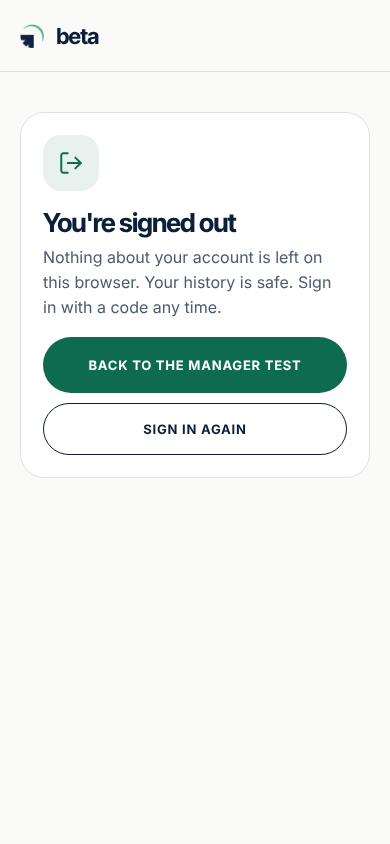 beta
You're signed out
Nothing about your account is left on
this browser. Your history is safe. Sign
in with a code any time.
BACK TO THE MANAGER TEST
SIGN IN AGAIN